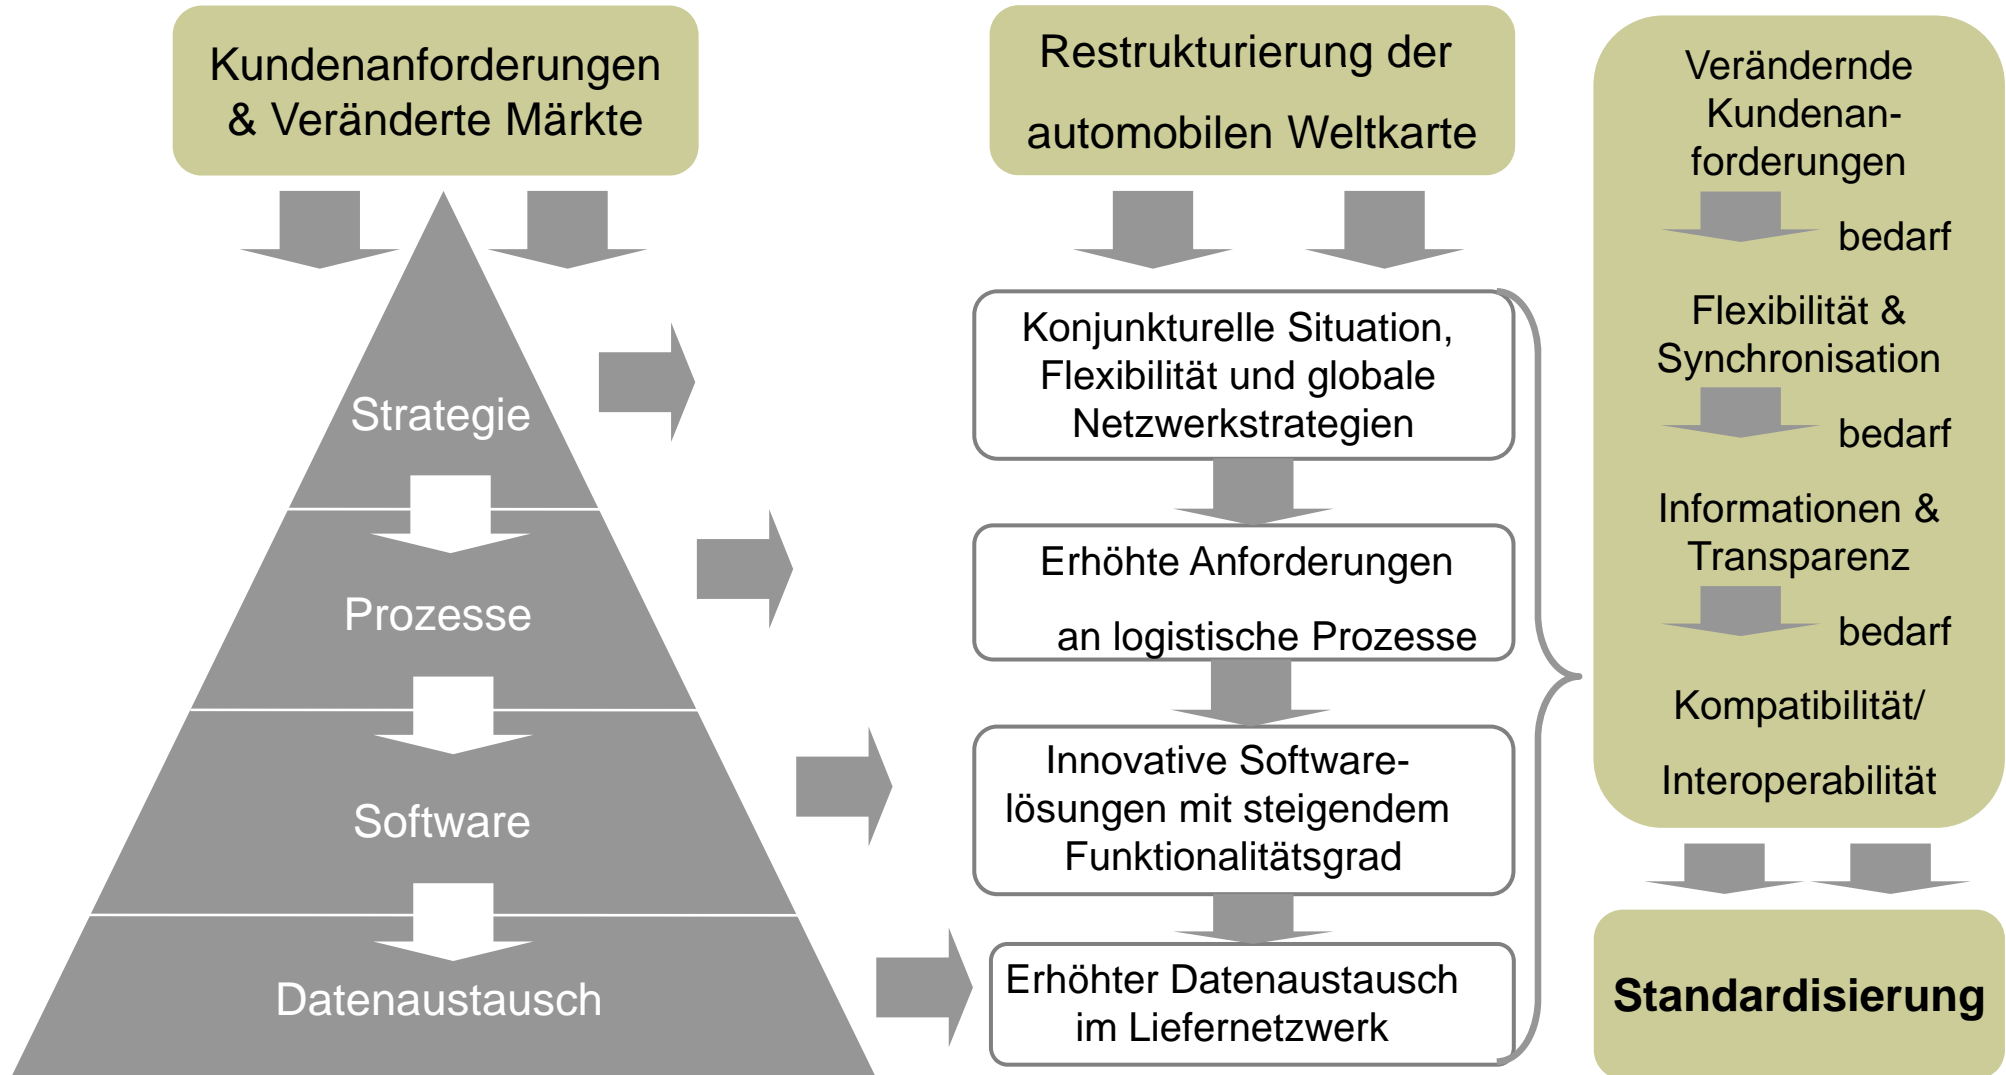 Kundenanforderungen
& Veränderte Märkte
Strategie
Prozesse
Software
Datenaustausch
Restrukturierung der
automobilen Weltkarte
Konjunkturelle Situation,
Flexibilität und globale
Netzwerkstrategien
Erhöhte Anforderungen
an logistische Prozesse
Innovative Software-
lösungen mit steigendem
Funktionalitätsgrad
Erhöhter Datenaustausch
im Liefernetzwerk
Verändernde
Kundenan-
forderungen
bedarf
Flexibilität &
Synchronisation
bedarf
Informationen &
Transparenz
bedarf
Kompatibilität/
Interoperabilität
Standardisierung